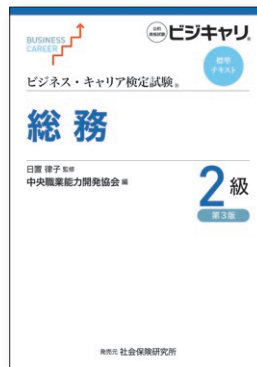 BUSINESS
CAREER
公的
資格試験
ビジキャリ®
標準
テキスト
ビジネス・キャリア検定試験®
総務
日置 律子 監修
中央職業能力開発協会 編
2級
第3版
発売元 社会保険研究所